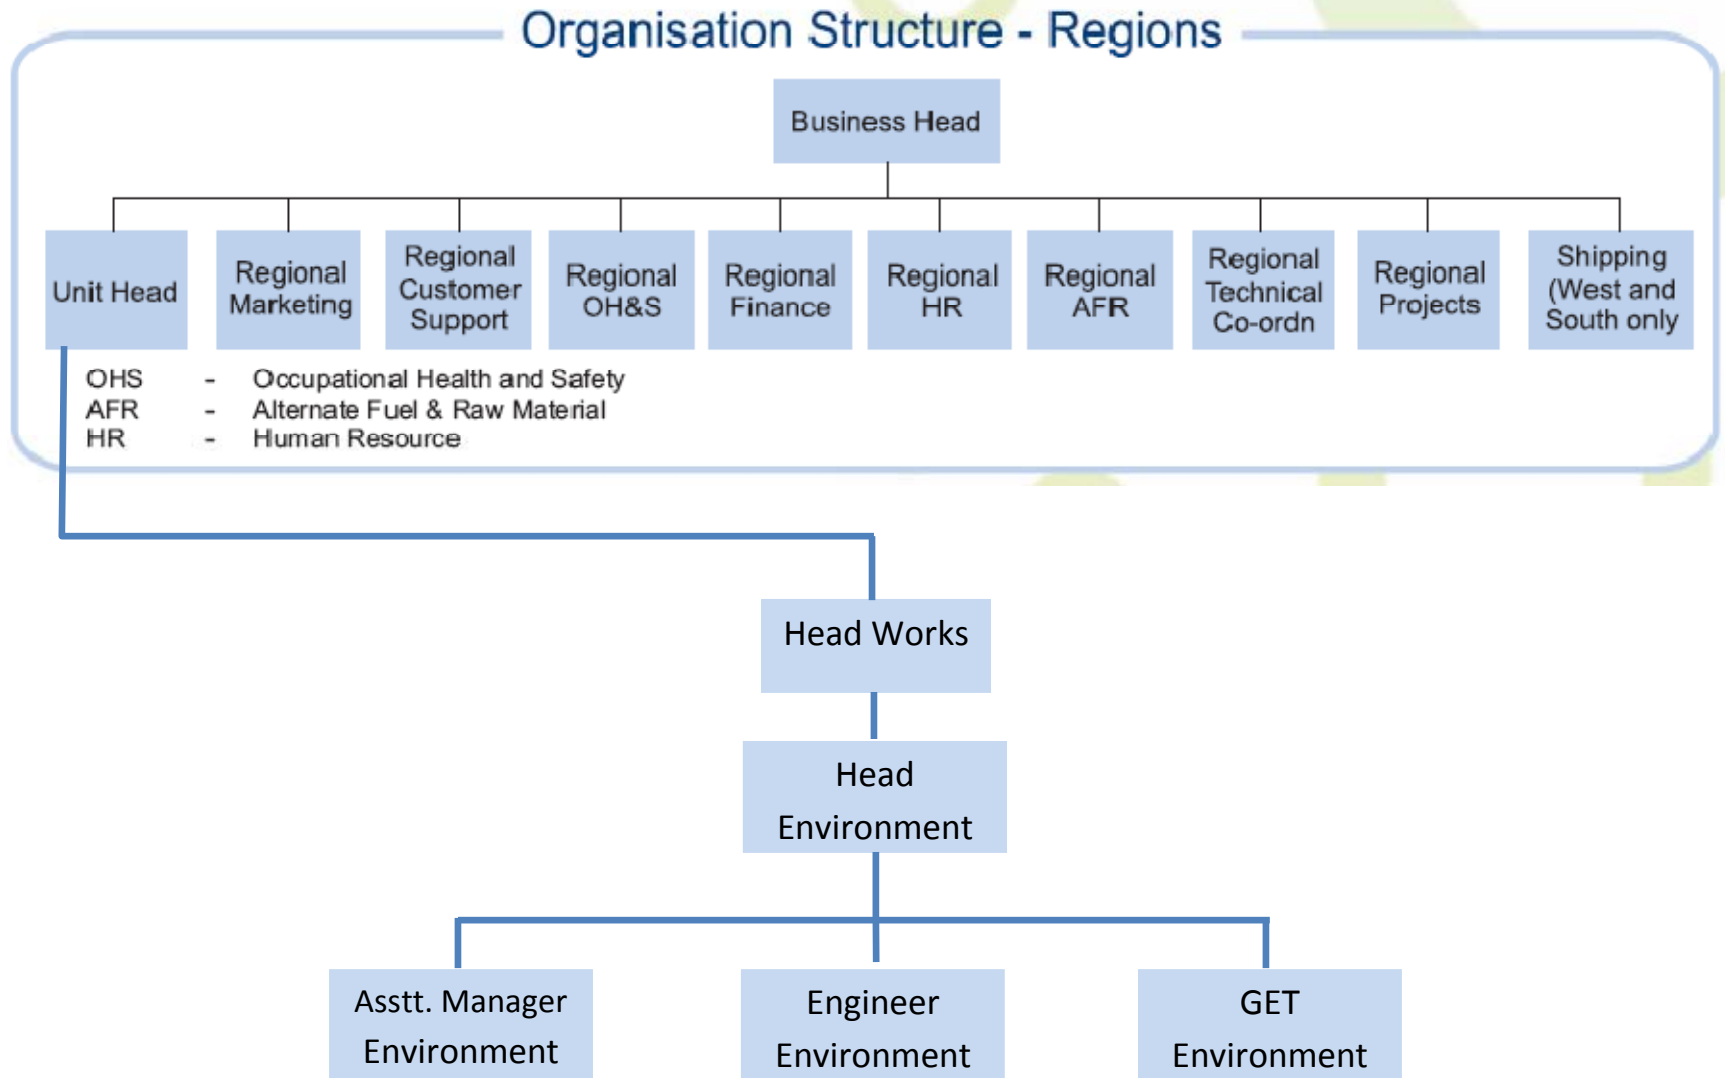 Organisation Structure - Regions
Business Head
Unit Head
Regional
Marketing
Regional
Customer
Support
Regional
OH&S
Regional
Finance
Regional
HR
Regional
AFR
Regional
Technical
Co-ordn
Regional
Projects
Shipping
(West and
South only
OHS - Occupational Health and Safety
AFR - Alternate Fuel & Raw Material
HR - Human Resource
Head Works
Head
Environment
Asstt. Manager
Environment
Engineer
Environment
GET
Environment